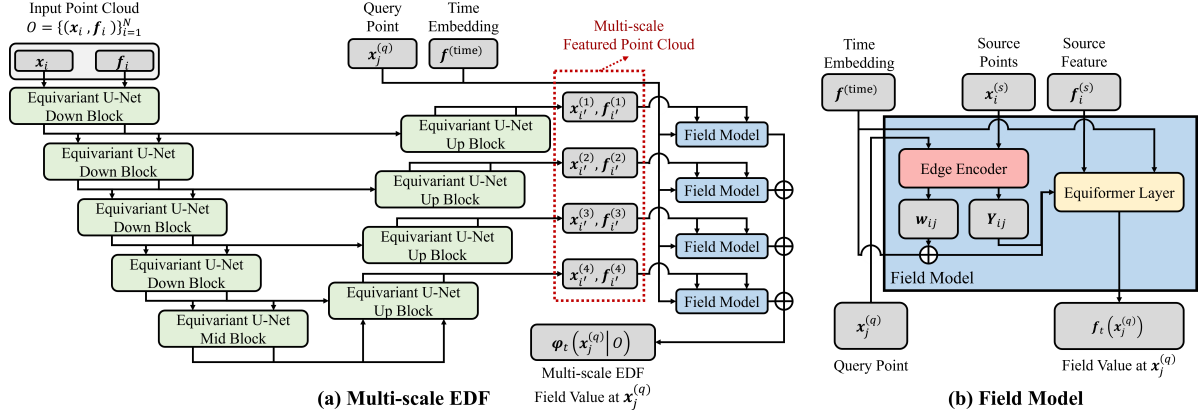 Input Point Cloud
O = {(x_i , f_i )}_{i=1}^N
x_i
f_i
Equivariant U-Net
Down Block
Equivariant U-Net
Down Block
Equivariant U-Net
Down Block
Equivariant U-Net
Down Block
Equivariant U-Net
Mid Block
Equivariant U-Net
Up Block
Equivariant U-Net
Up Block
Equivariant U-Net
Up Block
Equivariant U-Net
Up Block
Query
Point
x_j^{(q)}
Time
Embedding
f^{(time)}
Multi-scale
Featured Point Cloud
x_{i'}^{(1)}, f_{i'}^{(1)}
x_{i'}^{(2)}, f_{i'}^{(2)}
x_{i'}^{(3)}, f_{i'}^{(3)}
x_{i'}^{(4)}, f_{i'}^{(4)}
Field Model
Field Model
Field Model
Field Model
φ_t(x_j^{(q)}|O)
Multi-scale EDF
Field Value at x_j^{(q)}
(a) Multi-scale EDF
Time
Embedding
f^{(time)}
Source
Points
x_i^{(s)}
Source
Feature
f_i^{(s)}
Edge Encoder
Equiformer Layer
w_{ij}
Y_{ij}
Field Model
x_j^{(q)}
Query Point
f_t(x_j^{(q)})
Field Value at x_j^{(q)}
(b) Field Model